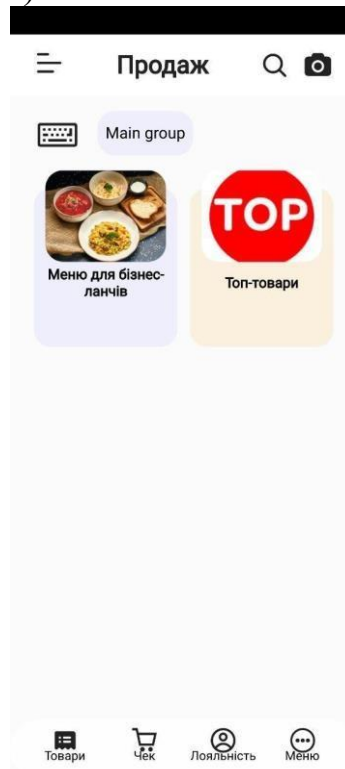 Продаж
Main group
TOP
Меню для бізнес-
ланчів
Топ-товари
Товари
Чек
Лояльність
Меню